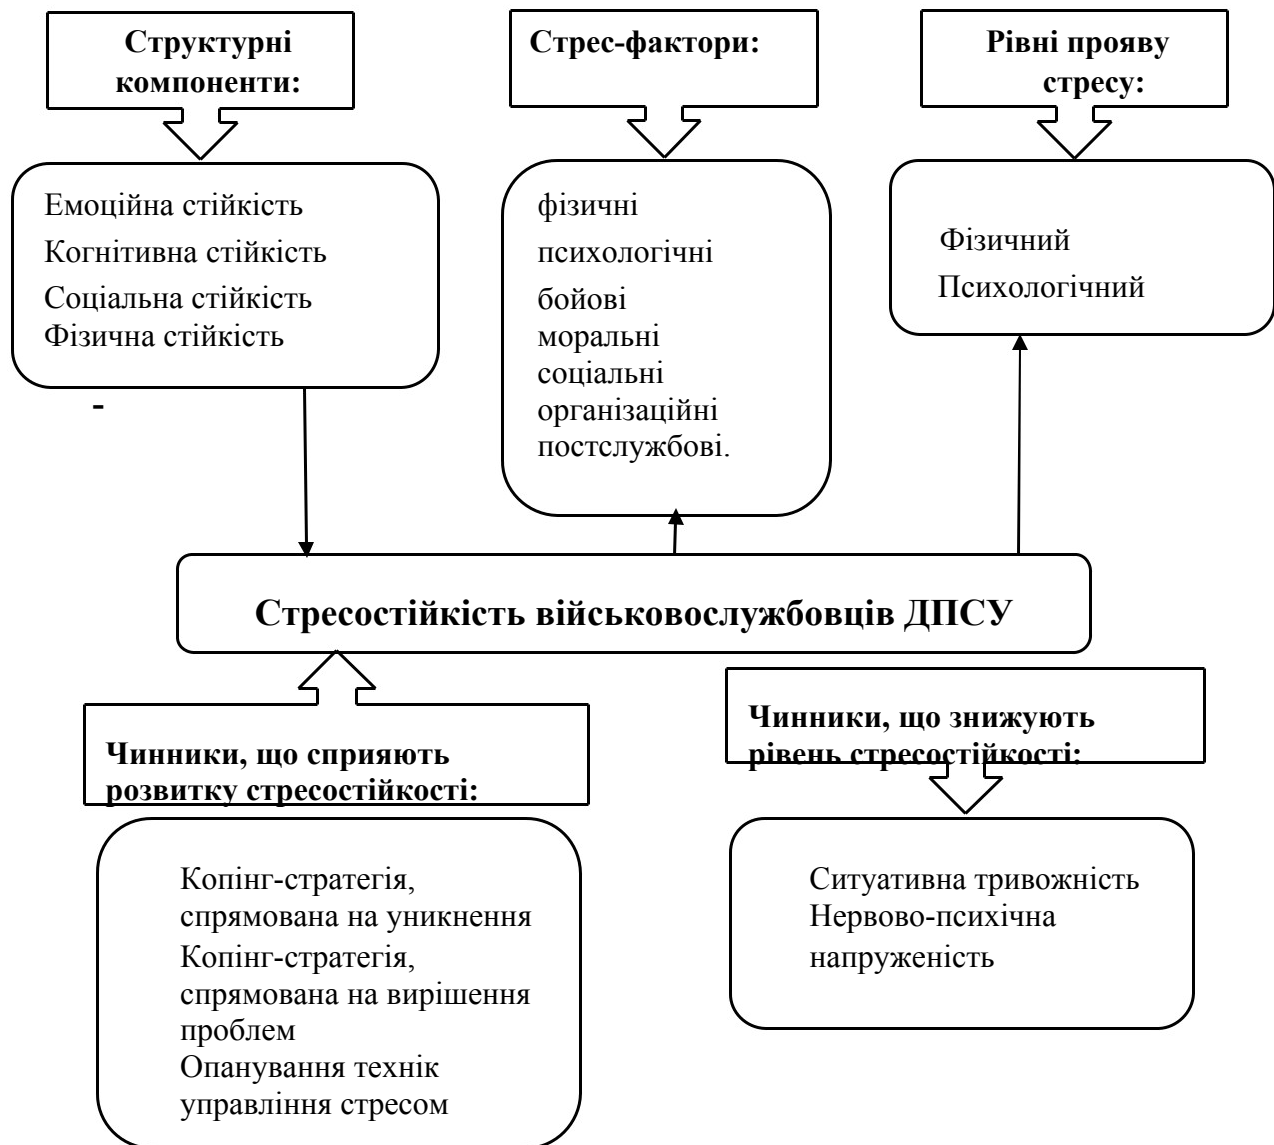 Структурні
компоненти:
Емоційна стійкість
Когнітивна стійкість
Соціальна стійкість
Фізична стійкість
-
Стрес-фактори:
фізичні
психологічні
бойові
моральні
соціальні
організаційні
постслужбові.
Рівні прояву
стресу:
Фізичний
Психологічний
Стресостійкість військовослужбовців ДПСУ
Чинники, що сприяють
розвитку стресостійкості:
Копінг-стратегія,
спрямована на уникнення
Копінг-стратегія,
спрямована на вирішення
проблем
Опанування технік
управління стресом
Чинники, що знижують
рівень стресостійкості:
Ситуативна тривожність
Нервово-психічна
напруженість